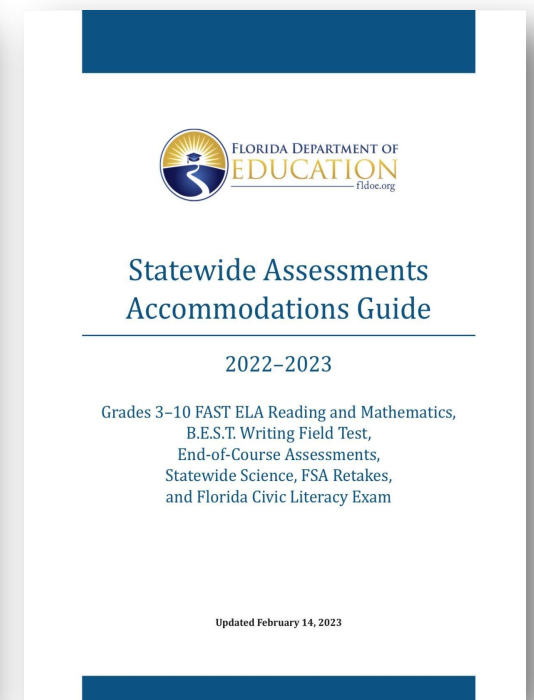 FLORIDA DEPARTMENT OF
EDUCATION
fldoe.org
Statewide Assessments
Accommodations Guide
2022–2023
Grades 3–10 FAST ELA Reading and Mathematics,
B.E.S.T. Writing Field Test,
End-of-Course Assessments,
Statewide Science, FSA Retakes,
and Florida Civic Literacy Exam
Updated February 14, 2023